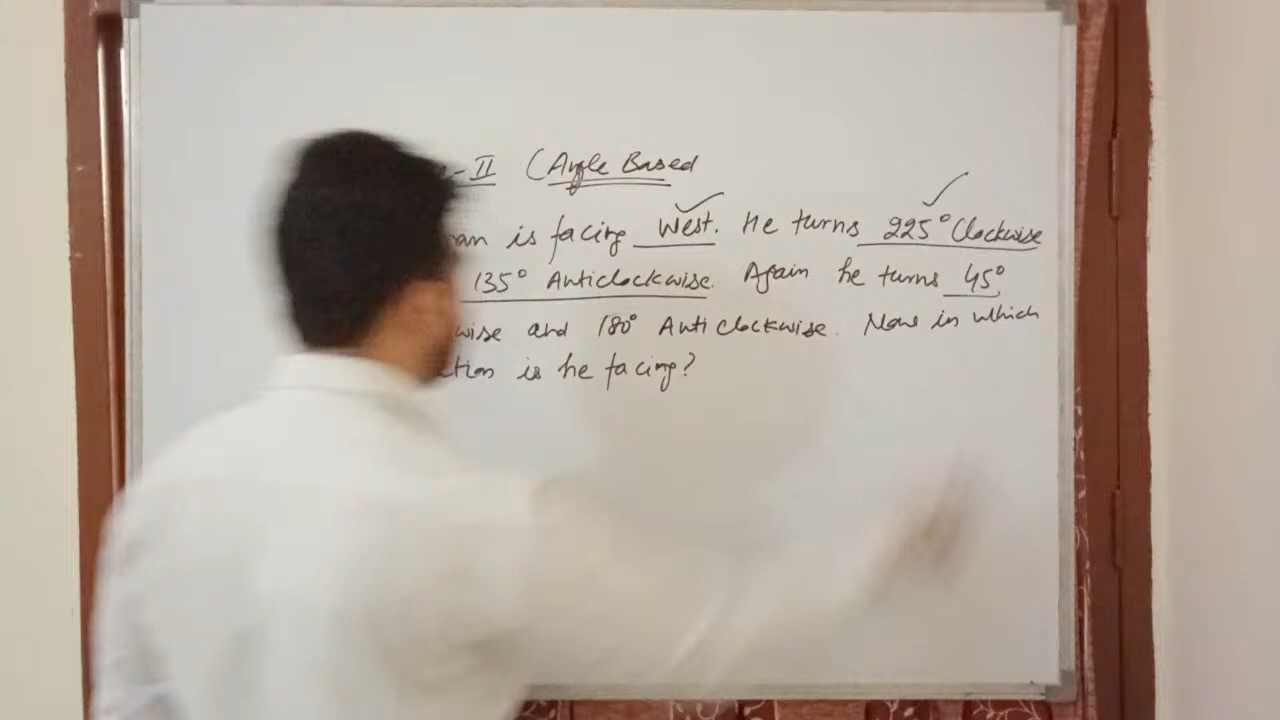 -II (Angle Based
is facing West. He turns 225° Clockwise
135° Anticlockwise. Again he turns 45°
wise and 180° Anticlockwise. Now in which
ction is he facing?